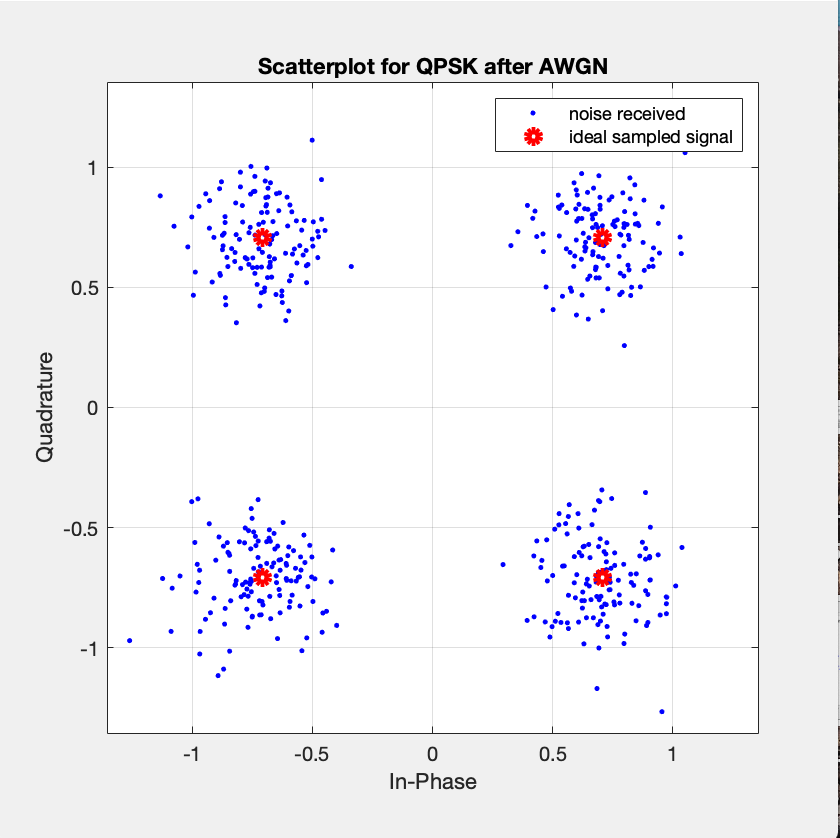 Scatterplot for QPSK after AWGN
noise received
ideal sampled signal
1
0.5
0
-0.5
-1
Quadrature
-1
-0.5
0
0.5
1
In-Phase